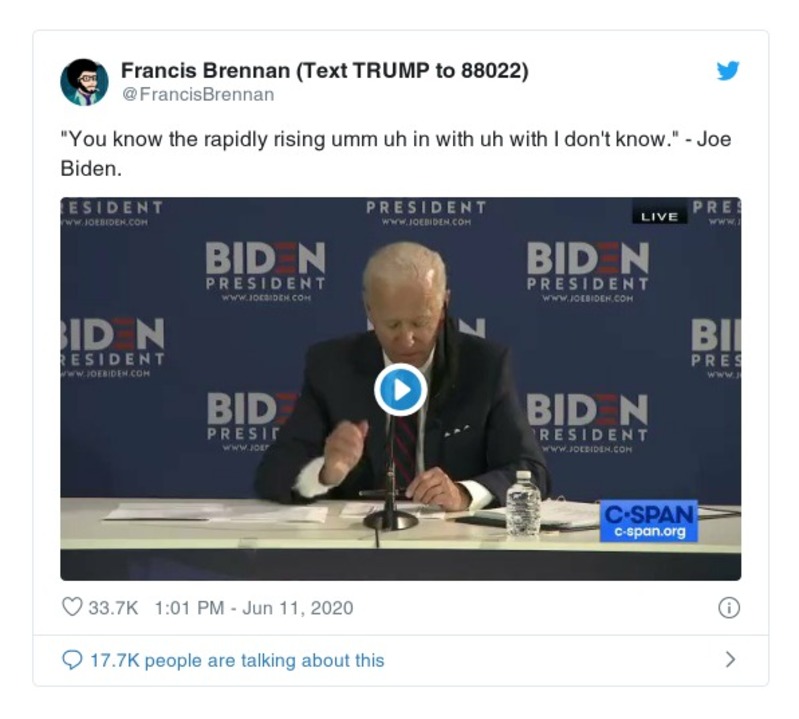 Francis Brennan (Text TRUMP to 88022)
@FrancisBrennan
"You know the rapidly rising umm uh in with uh with I don't know." - Joe
Biden.
ESIDENT
WWW.JOEBIDEN.COM
PRESIDENT
WWW.JOEBIDEN.COM
LIVE
PRES
WWW.J
BIDEN
PRESIDENT
WWW.JOEBIDEN.COM
BIDEN
PRESIDENT
WWW.JOEBIDEN.COM
BIDEN
RESIDENT
WWW.JOEBIDEN.COM
N
BI
PRES
WWW.J
BIDE
PRESIT
WWW.JOE
BIDEN
RESIDENT
WWW.JOEBIDEN.COM
C-SPAN
c-span.org
33.7K 1:01 PM - Jun 11, 2020
17.7K people are talking about this